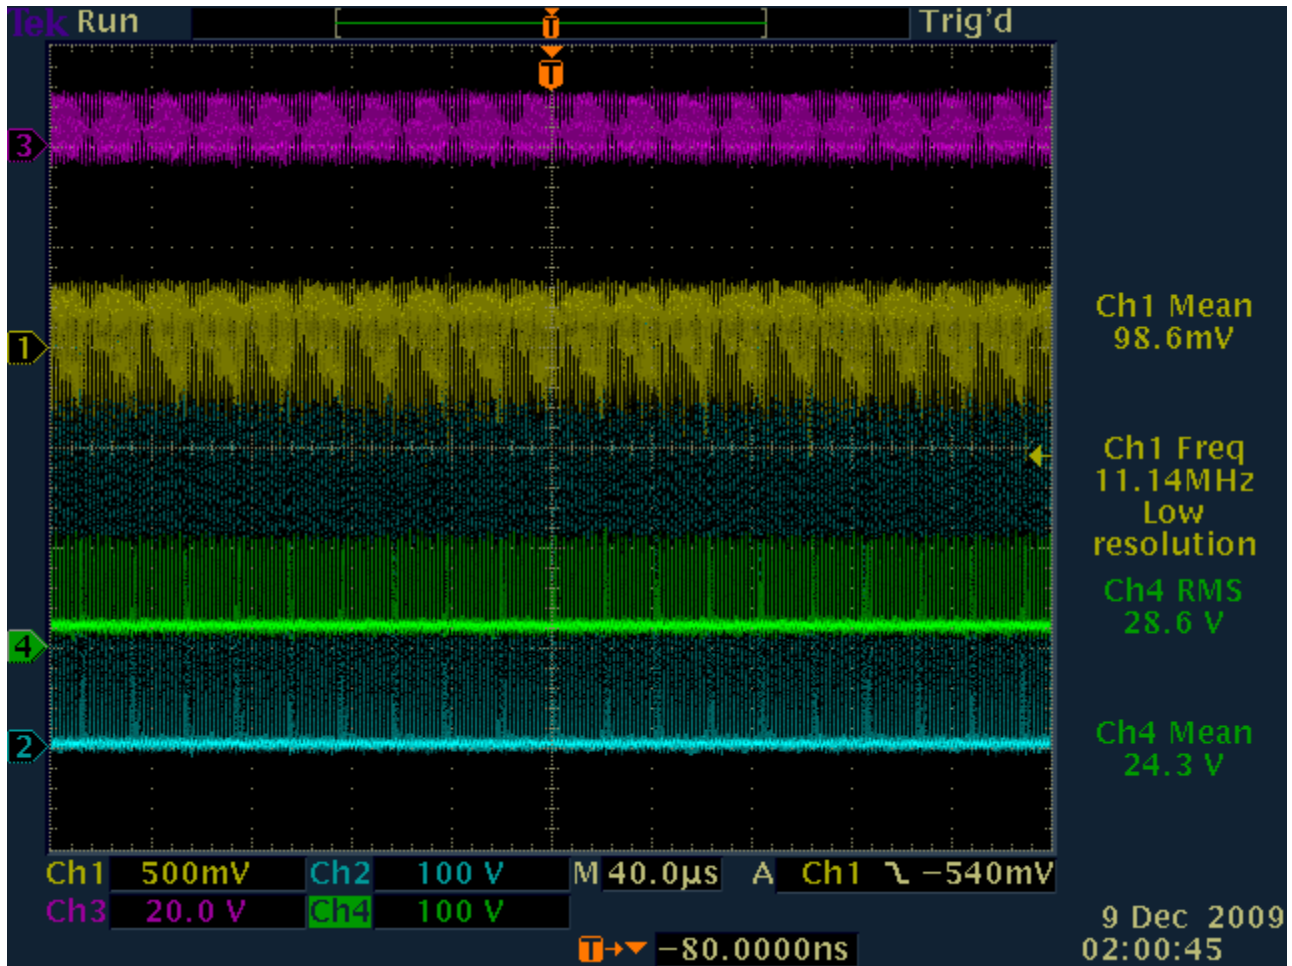 Tek Run Trig'd
T
T
3
1
4
2
Ch1 Mean
98.6mV
Ch1 Freq
11.14MHz
Low
resolution
Ch4 RMS
28.6 V
Ch4 Mean
24.3 V
Ch1 500mV Ch2 100 V M 40.0µs A Ch1 -540mV
Ch3 20.0 V Ch4 100 V
T -80.0000ns
9 Dec 2009
02:00:45